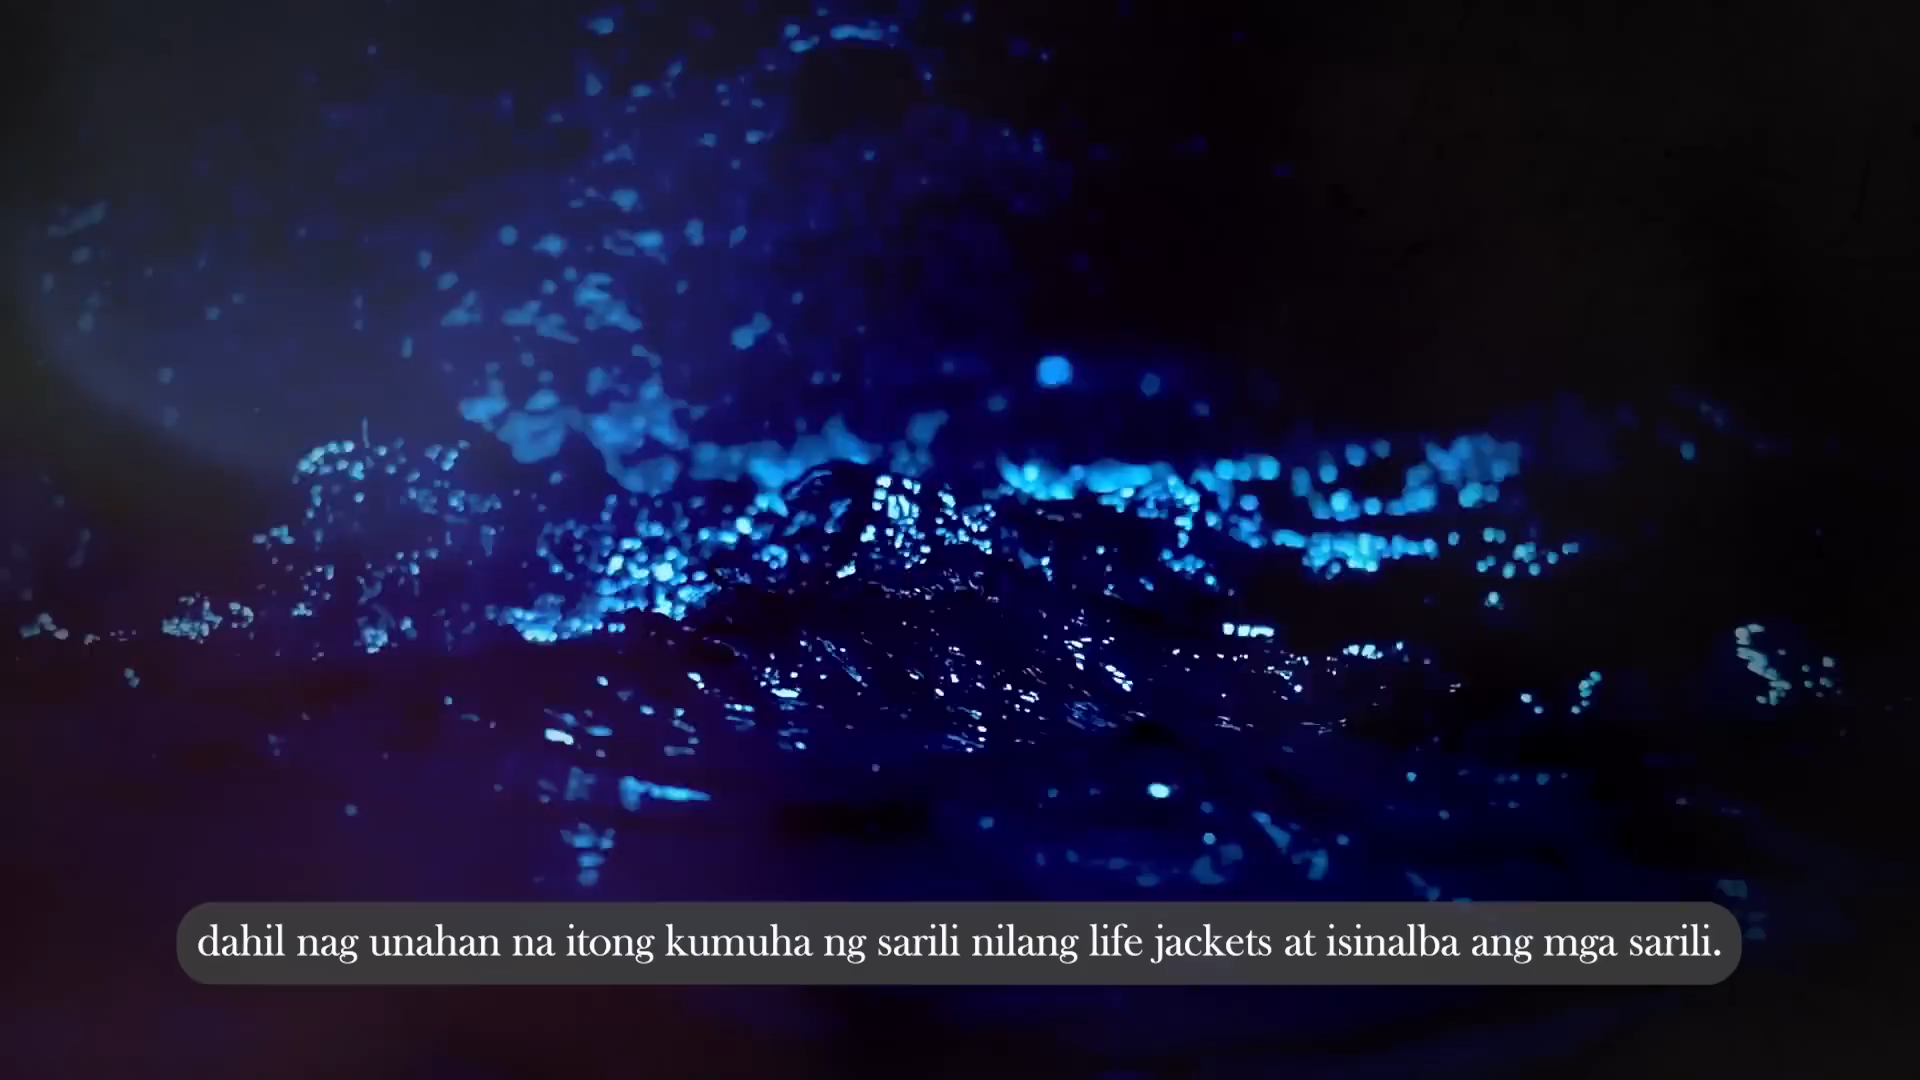 dahil nag unahan na itong kumuha ng sarili nilang life jackets at isinalba ang mga sarili.